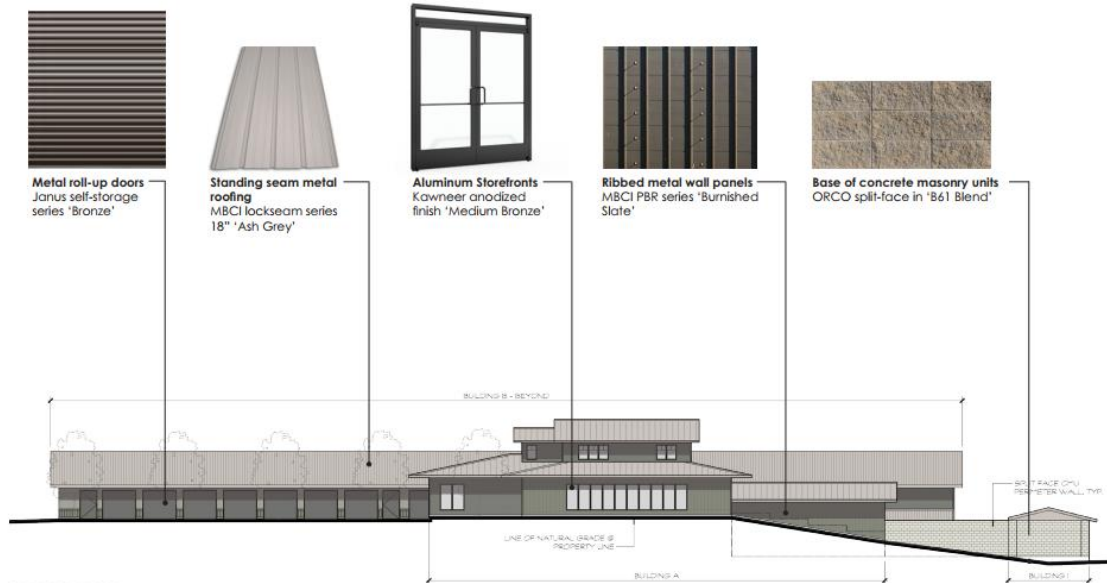 Metal roll-up doors
Janus self-storage
series ‘Bronze’
Standing seam metal
roofing
MBCI lockseam series
18” ‘Ash Grey’
Aluminum Storefronts
Kawneer anodized
finish ‘Medium Bronze’
Ribbed metal wall panels
MBCI PBR series ‘Burnished
Slate’
Base of concrete masonry units
ORCO split-face in ‘B61 Blend’
BUILDING B - BEYOND
SPLIT FACE CMU
PERIMETER WALL, TYP.
LINE OF NATURAL GRADE @
PROPERTY LINE
BUILDING A
BUILDING I